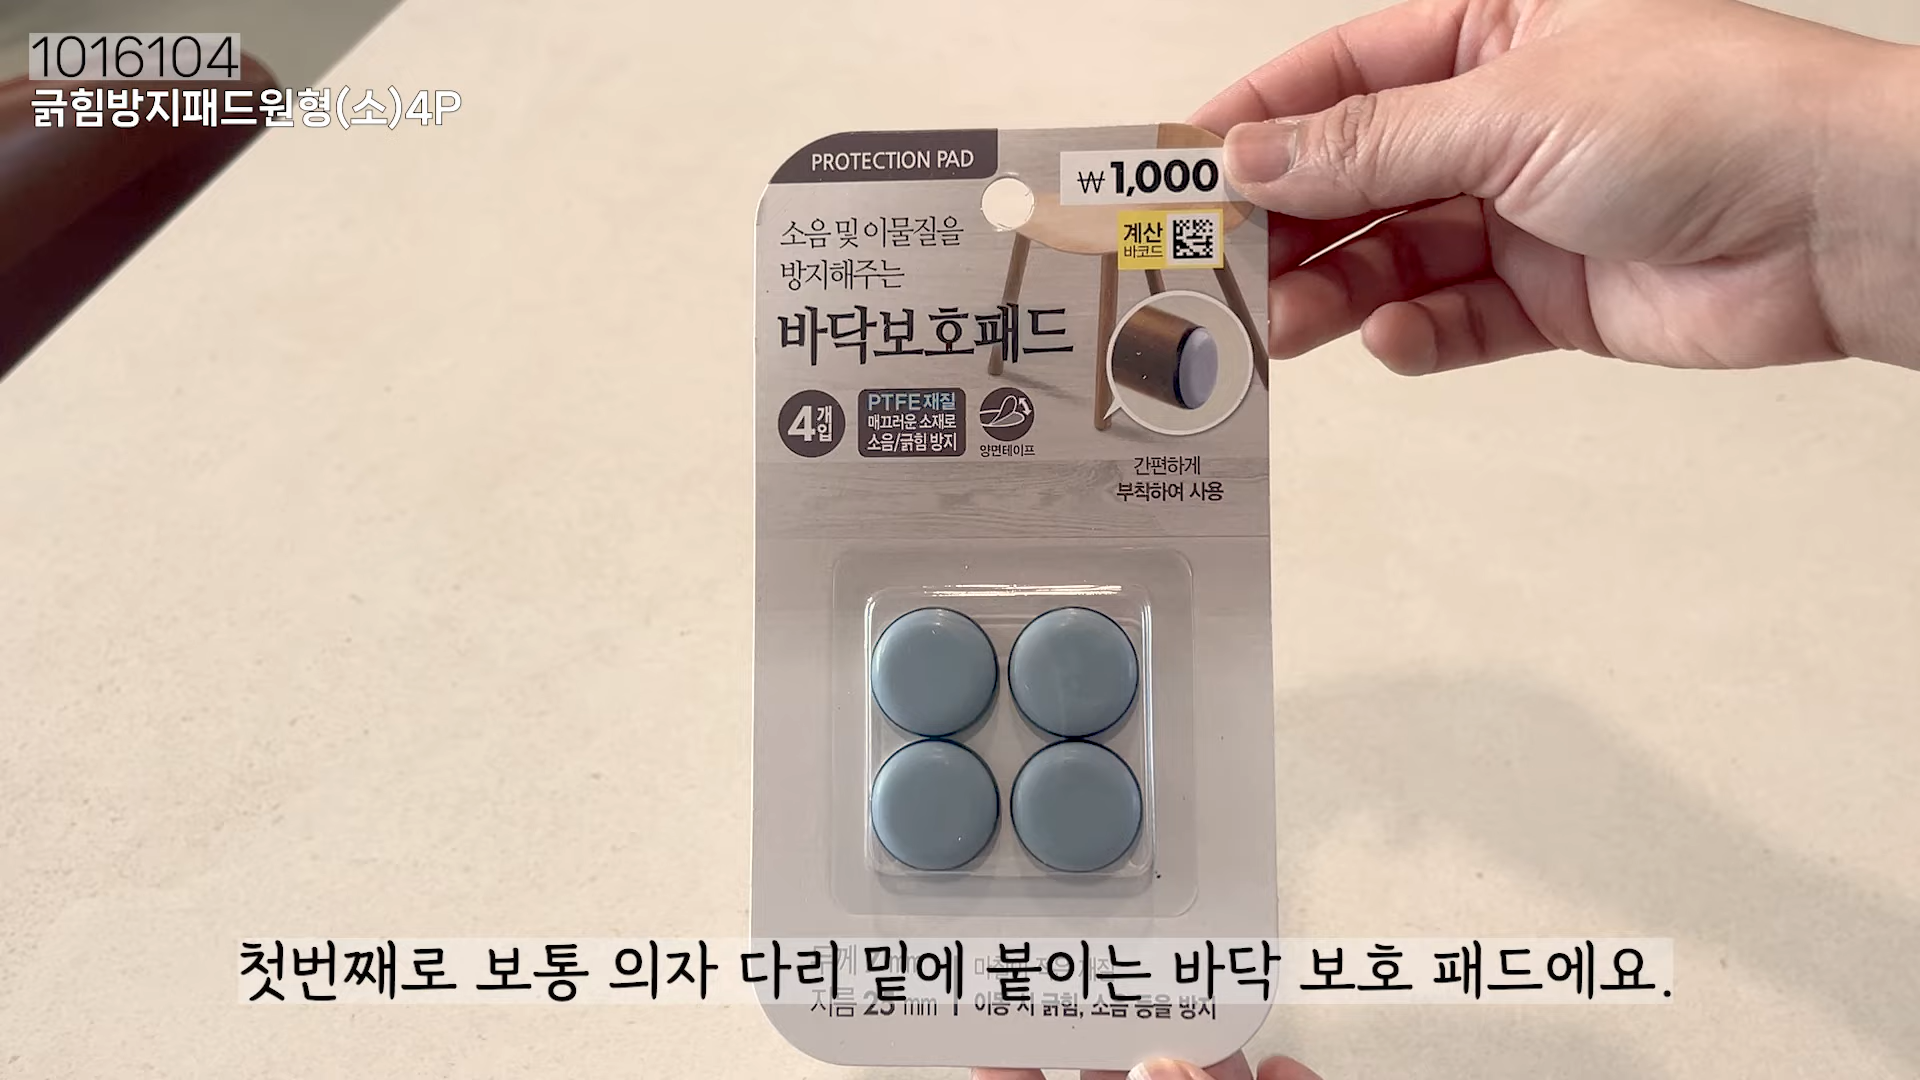 1016104
긁힘방지패드원형(소)4P
PROTECTION PAD
₩1,000
계산
바코드
소음 및 이물질을
방지해주는
바닥보호패드
4개입
PTFE재질
매끄러운 소재로
소음/긁힘 방지
양면테이프
간편하게
부착하여 사용
첫번째로 보통 의자 다리 밑에 붙이는 바닥 보호 패드에요.
지름 25 mm
이동 시 긁힘, 소음 등을 방지